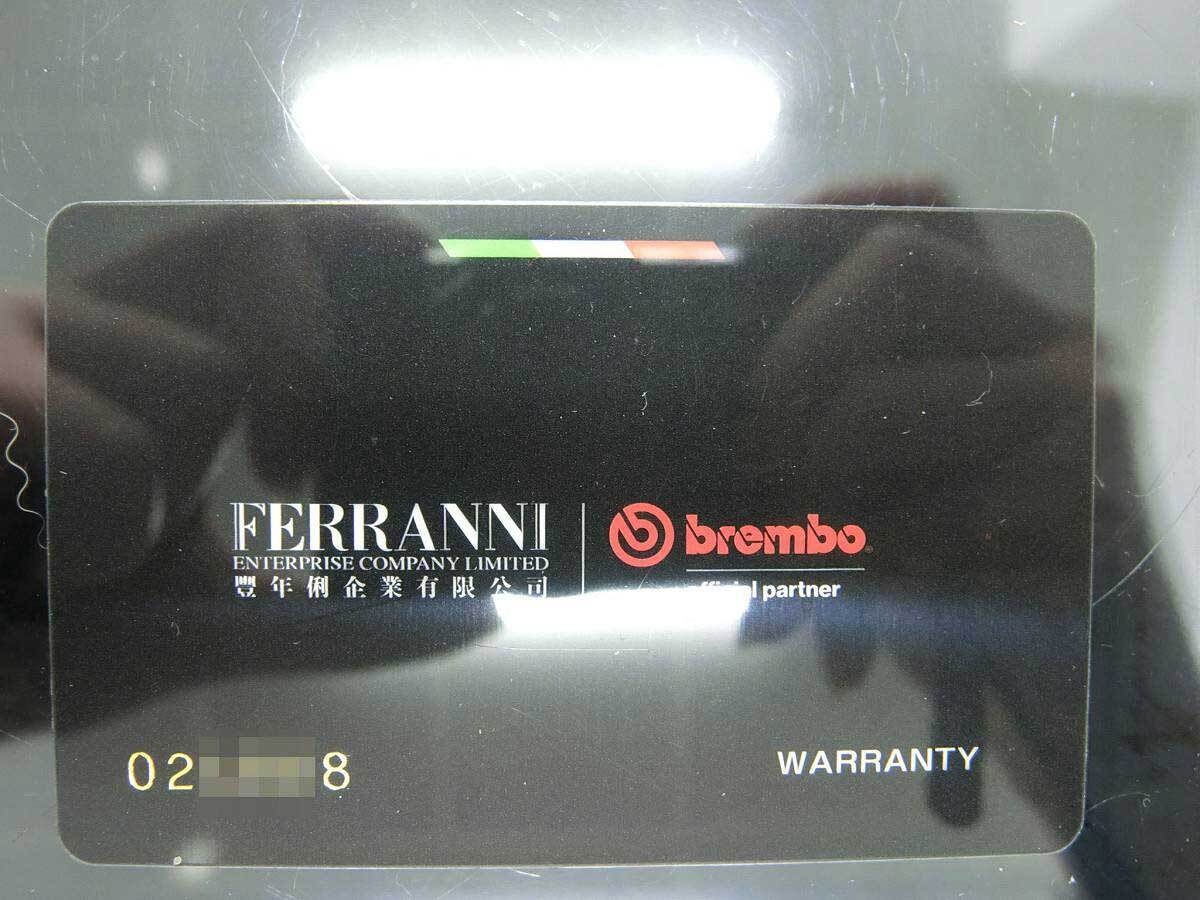 FERRANNI
ENTERPRISE COMPANY LIMITED
豐年俐企業有限公司
brembo
partner
02
8
WARRANTY